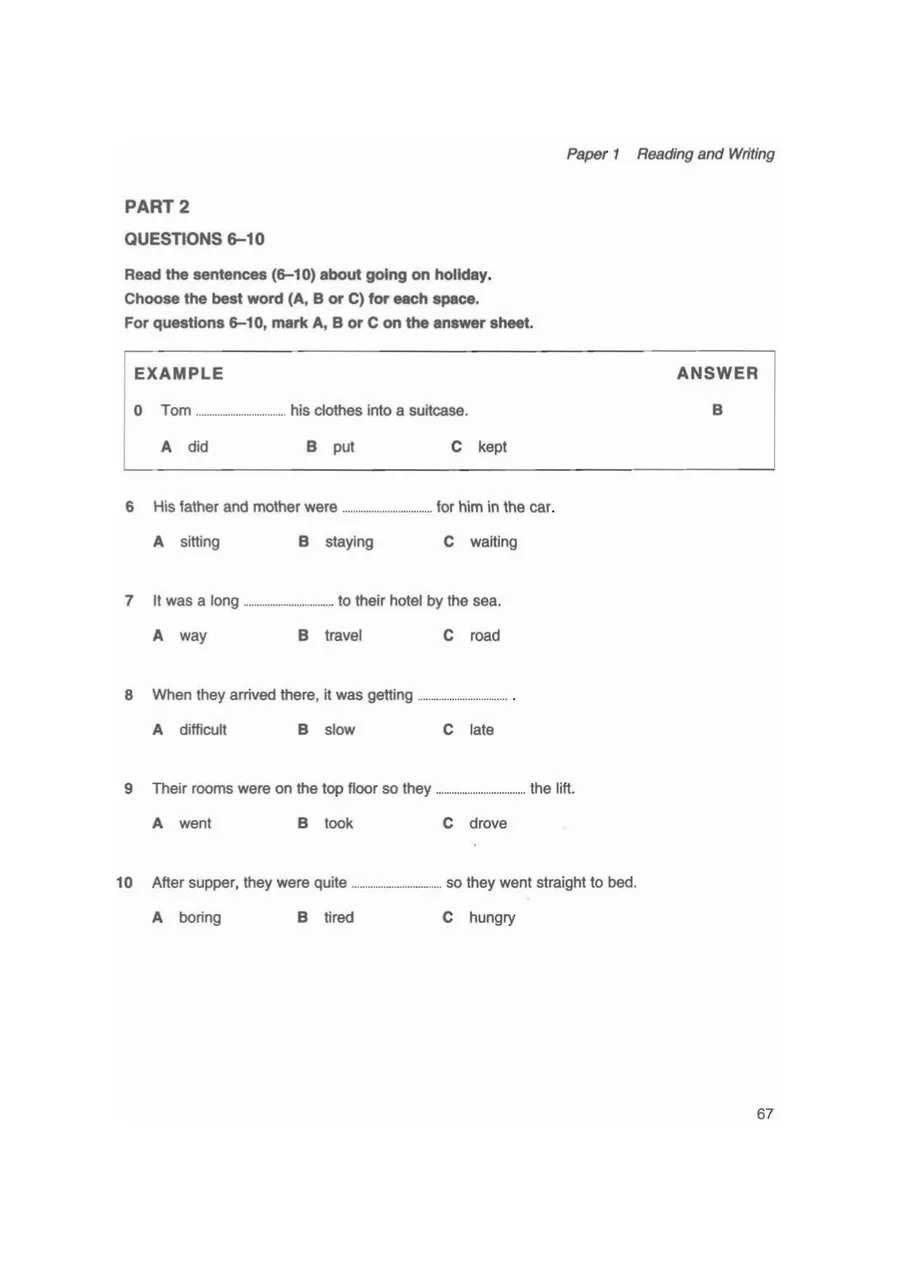 Paper 1 Reading and Writing
PART 2
QUESTIONS 6–10
Read the sentences (6–10) about going on holiday.
Choose the best word (A, B or C) for each space.
For questions 6–10, mark A, B or C on the answer sheet.
EXAMPLE ANSWER
0 Tom .................................. his clothes into a suitcase. B
A did B put C kept
6 His father and mother were .................................. for him in the car.
A sitting B staying C waiting
7 It was a long .................................. to their hotel by the sea.
A way B travel C road
8 When they arrived there, it was getting .................................. .
A difficult B slow C late
9 Their rooms were on the top floor so they .................................. the lift.
A went B took C drove
10 After supper, they were quite .................................. so they went straight to bed.
A boring B tired C hungry
67